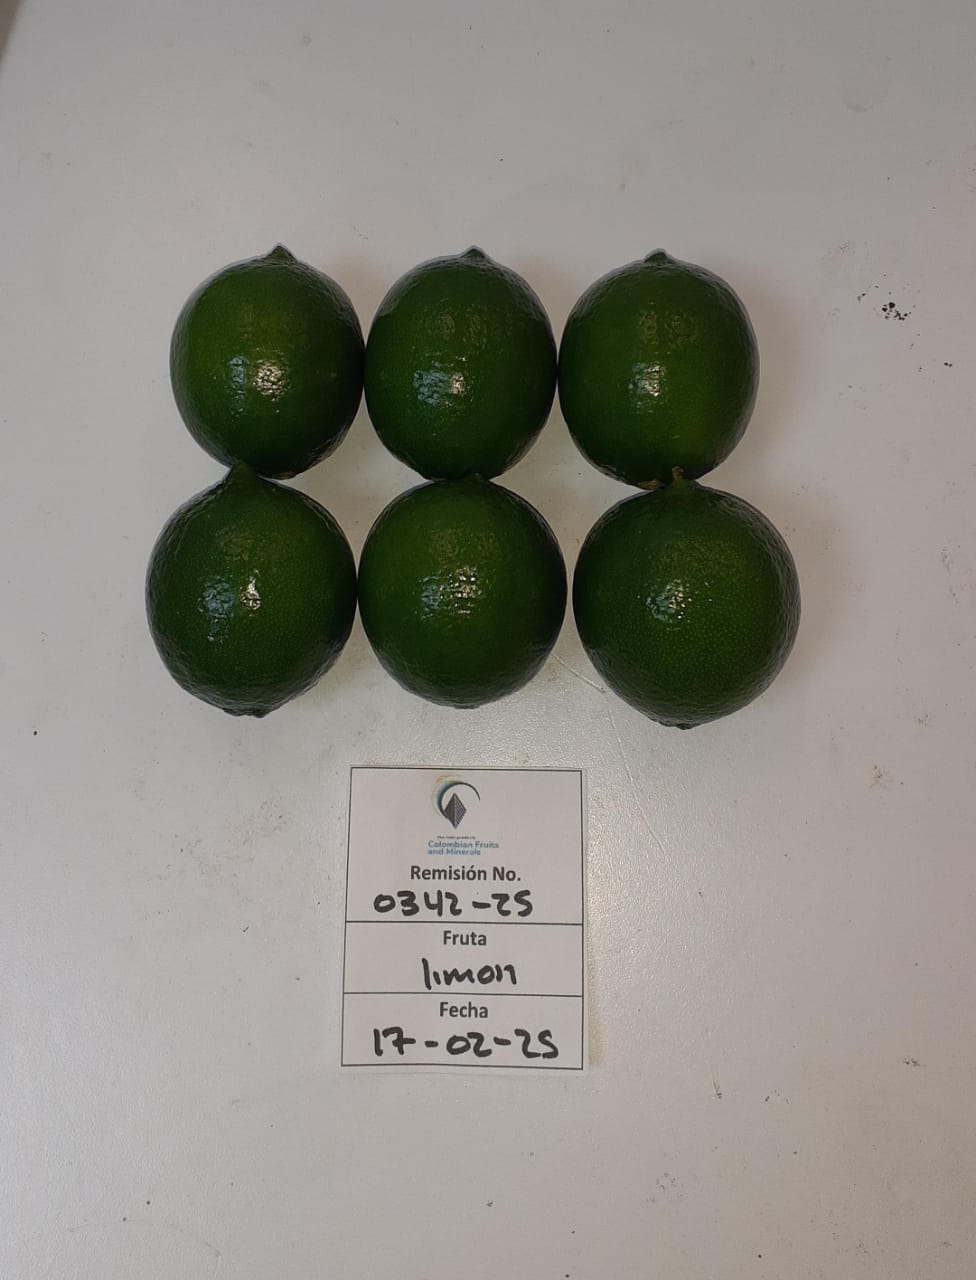 Colombian Fruits
and Minerals
Remisión No.
0342-25
Fruta
limon
Fecha
17-02-25